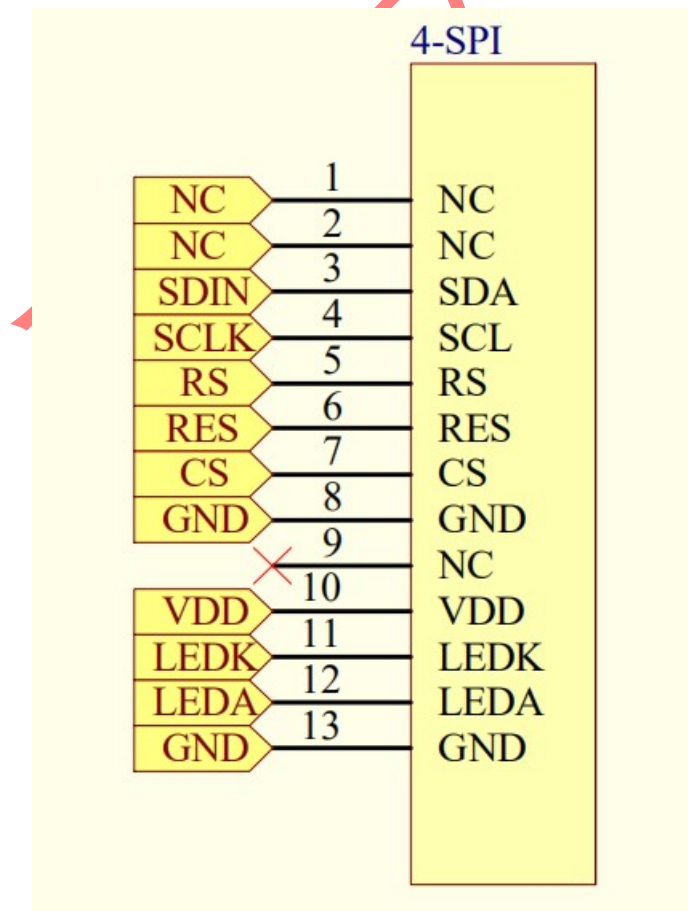 4-SPI
NC 1 NC
NC 2 NC
SDIN 3 SDA
SCLK 4 SCL
RS 5 RS
RES 6 RES
CS 7 CS
GND 8 GND
9 NC
VDD 10 VDD
LEDK 11 LEDK
LEDA 12 LEDA
GND 13 GND